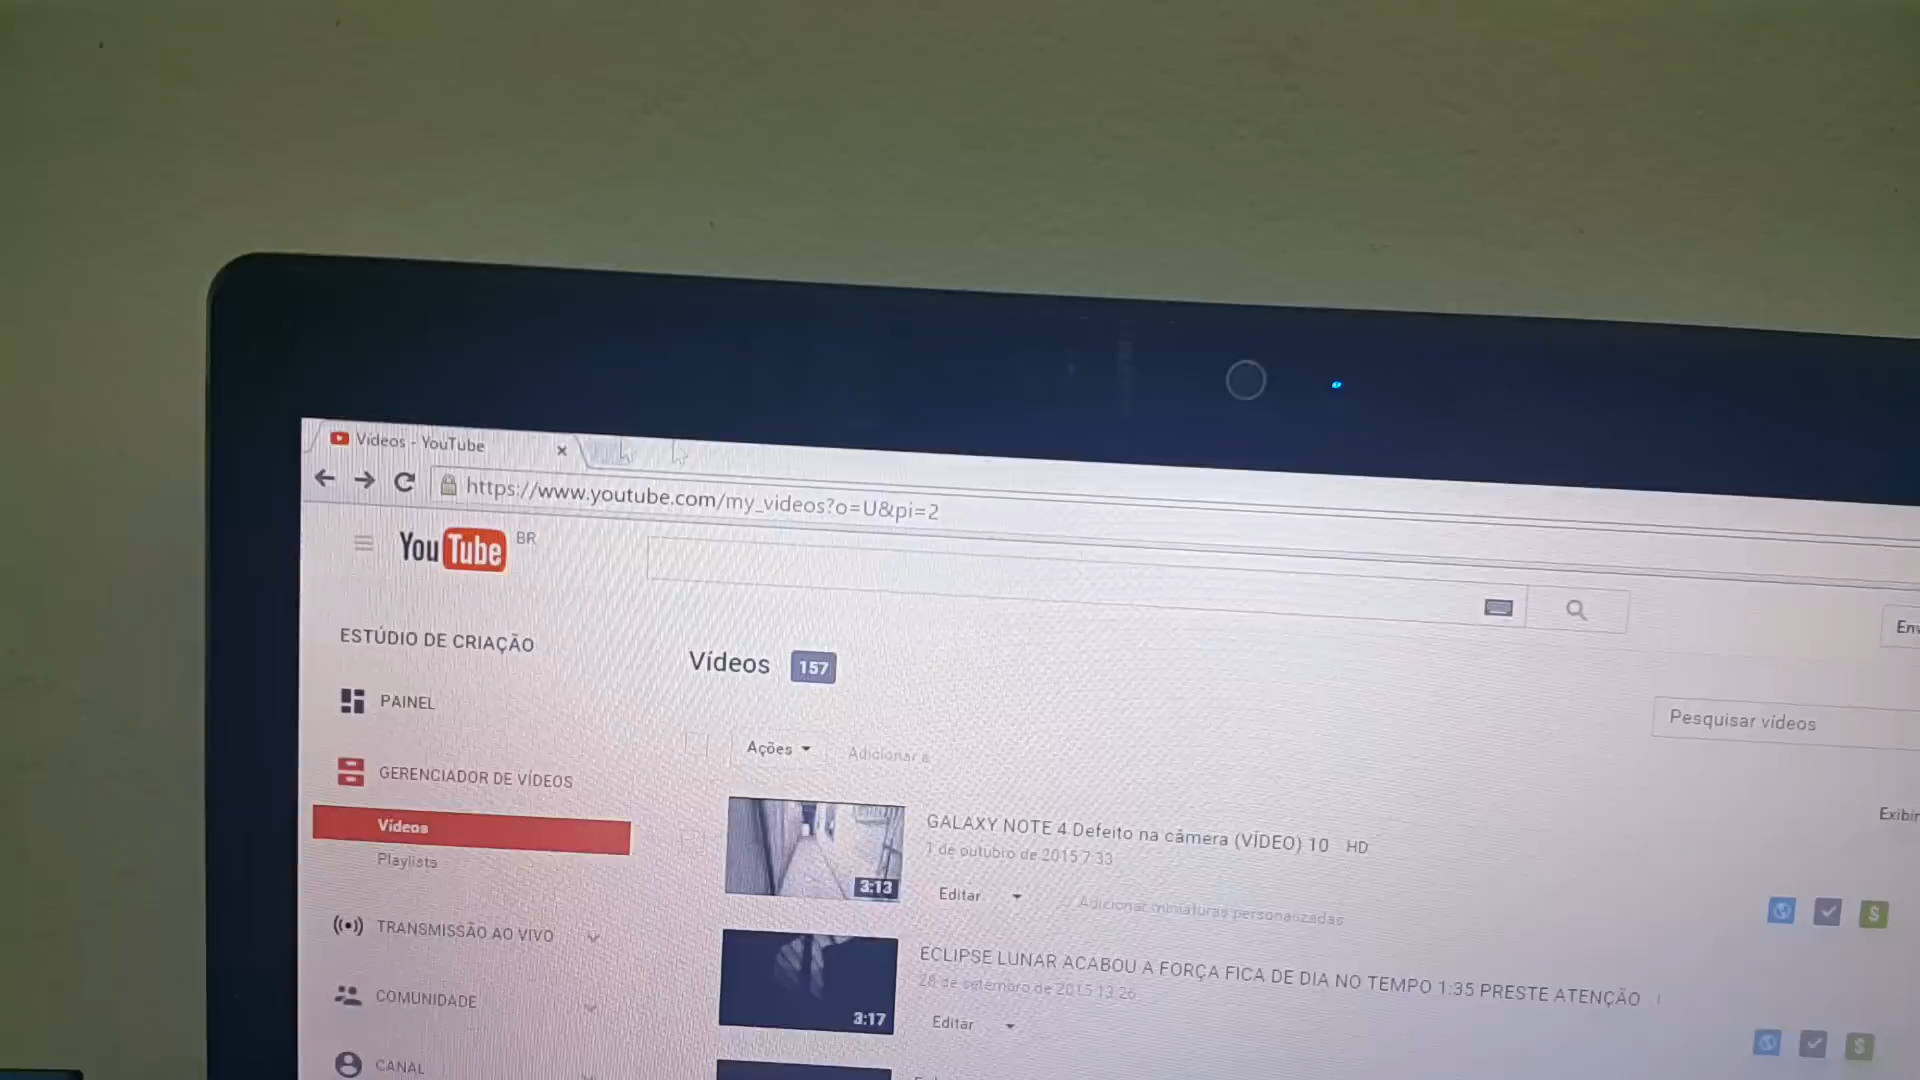 Vídeos - YouTube
https://www.youtube.com/my_videos?o=U&pi=2
YouTube BR
ESTÚDIO DE CRIAÇÃO
Vídeos 157
PAINEL
Pesquisar vídeos
Ações
Adicionar a
GERENCIADOR DE VÍDEOS
Vídeos
Playlists
GALAXY NOTE 4 Defeito na câmera (VÍDEO) 10 HD
1 de outubro de 2015 7:33
3:13
Editar
Adicionar miniaturas personalizadas
TRANSMISSÃO AO VIVO
ECLIPSE LUNAR ACABOU A FORÇA FICA DE DIA NO TEMPO 1:35 PRESTE ATENÇÃO
28 de setembro de 2015 13:26
3:17
Editar
COMUNIDADE
CANAL